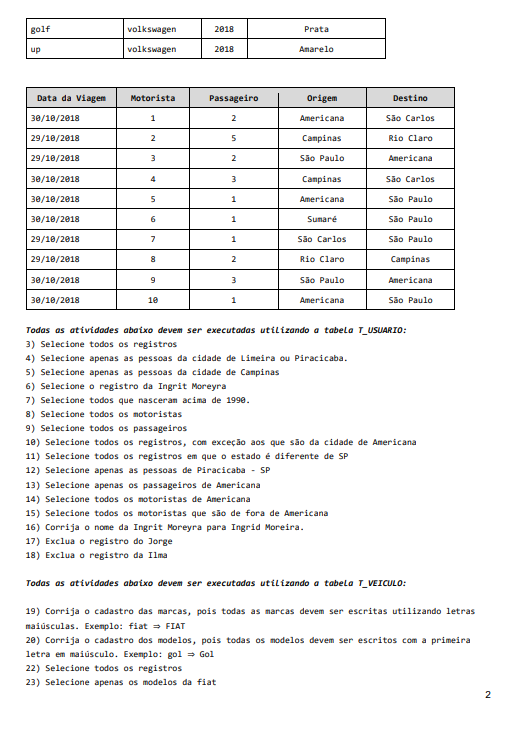 golf volkswagen 2018 Prata
up volkswagen 2018 Amarelo
Data da Viagem Motorista Passageiro Origem Destino
30/10/2018 1 2 Americana São Carlos
29/10/2018 2 5 Campinas Rio Claro
29/10/2018 3 2 São Paulo Americana
30/10/2018 4 3 Campinas São Carlos
30/10/2018 5 1 Americana São Paulo
30/10/2018 6 1 Sumaré São Paulo
29/10/2018 7 1 São Carlos São Paulo
29/10/2018 8 2 Rio Claro Campinas
30/10/2018 9 3 São Paulo Americana
30/10/2018 10 1 Americana São Paulo
Todas as atividades abaixo devem ser executadas utilizando a tabela T_USUARIO:
3) Selecione todos os registros
4) Selecione apenas as pessoas da cidade de Limeira ou Piracicaba.
5) Selecione apenas as pessoas da cidade de Campinas
6) Selecione o registro da Ingrit Moreyra
7) Selecione todos que nasceram acima de 1990.
8) Selecione todos os motoristas
9) Selecione todos os passageiros
10) Selecione todos os registros, com exceção aos que são da cidade de Americana
11) Selecione todos os registros em que o estado é diferente de SP
12) Selecione apenas as pessoas de Piracicaba - SP
13) Selecione apenas os passageiros de Americana
14) Selecione todos os motoristas de Americana
15) Selecione todos os motoristas que são de fora de Americana
16) Corrija o nome da Ingrit Moreyra para Ingrid Moreira.
17) Exclua o registro do Jorge
18) Exclua o registro da Ilma
Todas as atividades abaixo devem ser executadas utilizando a tabela T_VEICULO:
19) Corrija o cadastro das marcas, pois todas as marcas devem ser escritas utilizando letras
maiúsculas. Exemplo: fiat ⇒ FIAT
20) Corrija o cadastro dos modelos, pois todas os modelos devem ser escritos com a primeira
letra em maiúsculo. Exemplo: gol ⇒ Gol
22) Selecione todos os registros
23) Selecione apenas os modelos da fiat
2